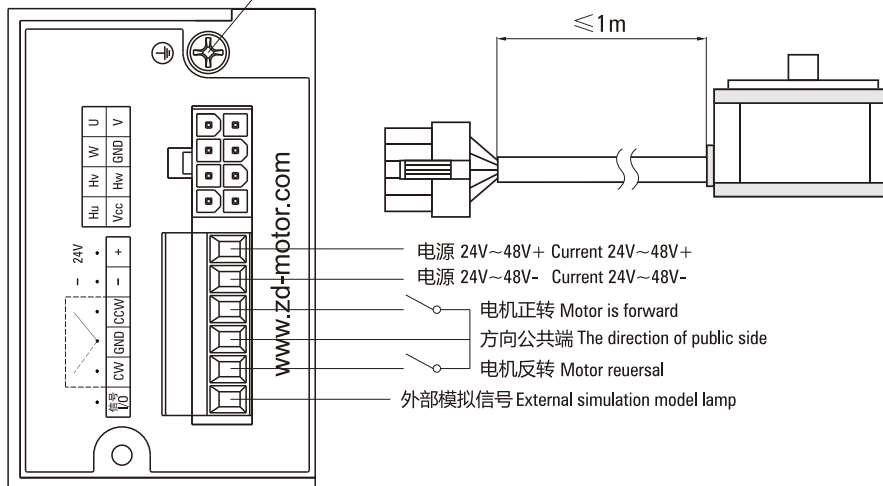 ≤1m
U V
W GND
Hv Hw
Hu Vcc
24V +
− −
CCW
GND
CW
信号 I/O
www.zd-motor.com
电源 24V~48V+ Current 24V~48V+
电源 24V~48V- Current 24V~48V-
电机正转 Motor is forward
方向公共端 The direction of public side
电机反转 Motor reuersal
外部模拟信号 External simulation model lamp